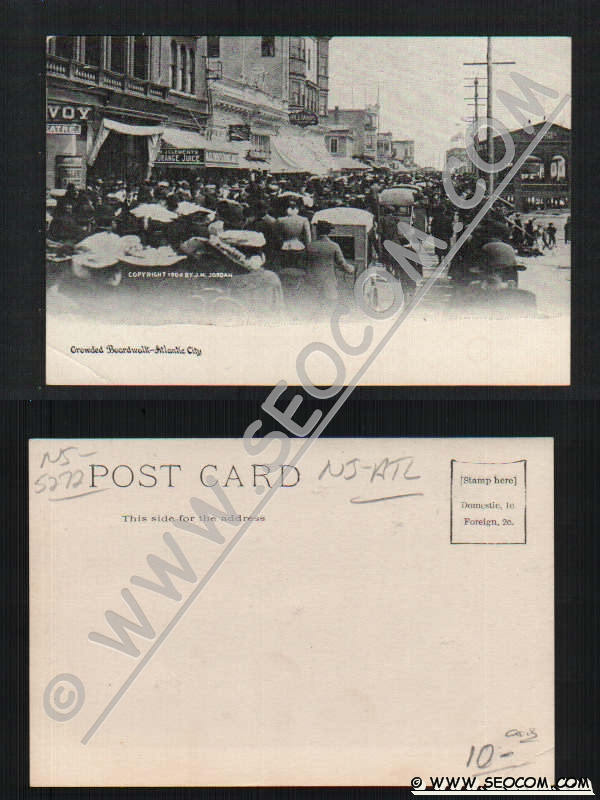 VOY
J. CLEMENTS
ORANGE JUICE
COPYRIGHT 1904 BY J.M. JORDAN
Crowded Boardwalk-Atlantic City
© WWW.SEOCOM.COM
NJ-
5272
POST CARD
NJ-ATL
This side for the address
[Stamp here]
Domestic, 1c.
Foreign, 2c.
10-
© WWW.SEOCOM.COM